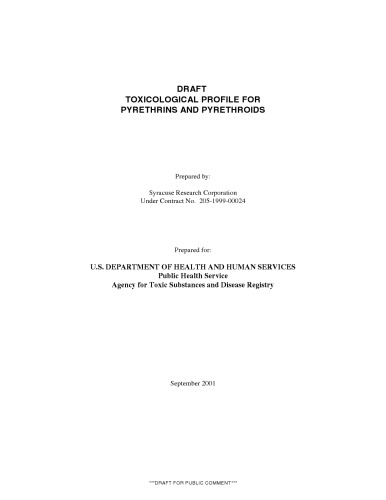 DRAFT
TOXICOLOGICAL PROFILE FOR
PYRETHRINS AND PYRETHROIDS
Prepared by:
Syracuse Research Corporation
Under Contract No. 205-1999-00024
Prepared for:
U.S. DEPARTMENT OF HEALTH AND HUMAN SERVICES
Public Health Service
Agency for Toxic Substances and Disease Registry
September 2001
***DRAFT FOR PUBLIC COMMENT***